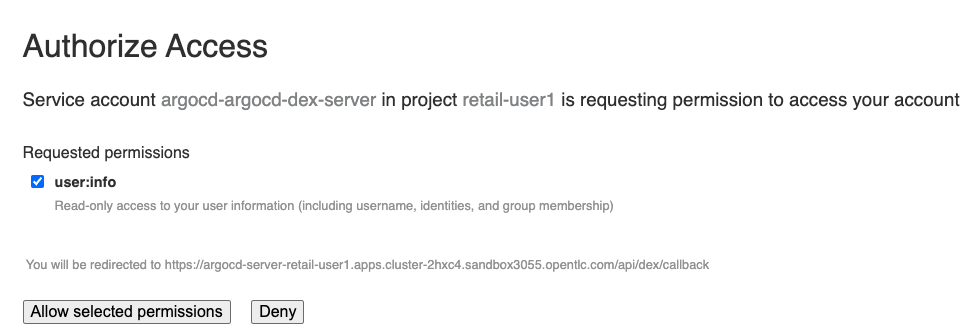 Authorize Access
Service account argocd-argocd-dex-server in project retail-user1 is requesting permission to access your account
Requested permissions
user:info
Read-only access to your user information (including username, identities, and group membership)
You will be redirected to https://argocd-server-retail-user1.apps.cluster-2hxc4.sandbox3055.opentlc.com/api/dex/callback
Allow selected permissions Deny